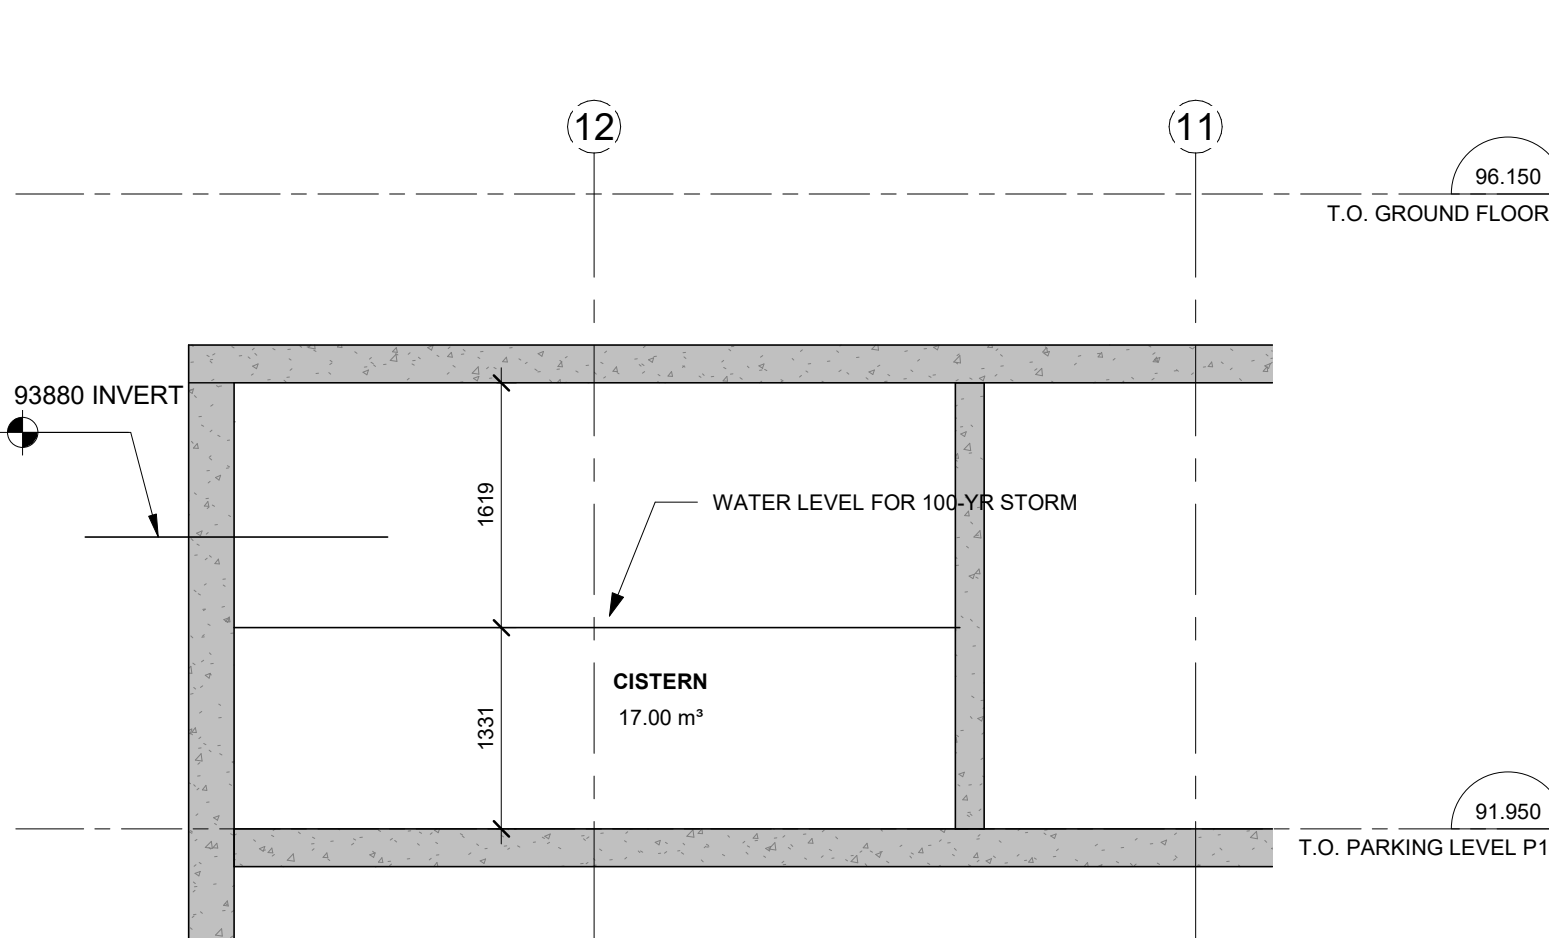 12
11
96.150
T.O. GROUND FLOOR
93880 INVERT
1619
WATER LEVEL FOR 100-YR STORM
CISTERN
17.00 m³
1331
91.950
T.O. PARKING LEVEL P1